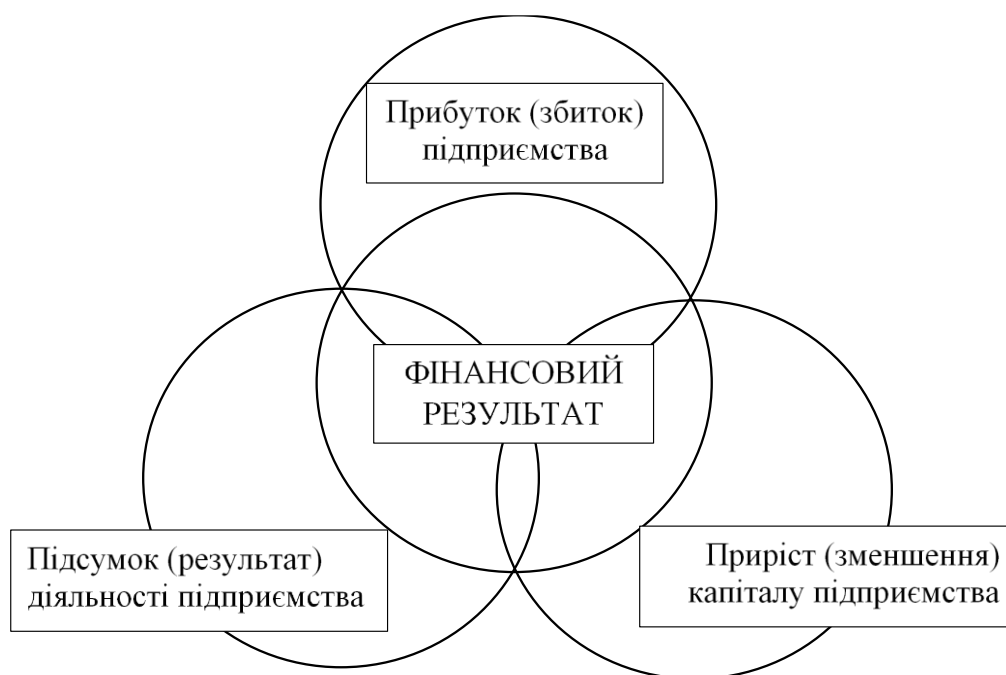 Прибуток (збиток)
підприємства
ФІНАНСОВИЙ
РЕЗУЛЬТАТ
Підсумок (результат)
діяльності підприємства
Приріст (зменшення)
капіталу підприємства